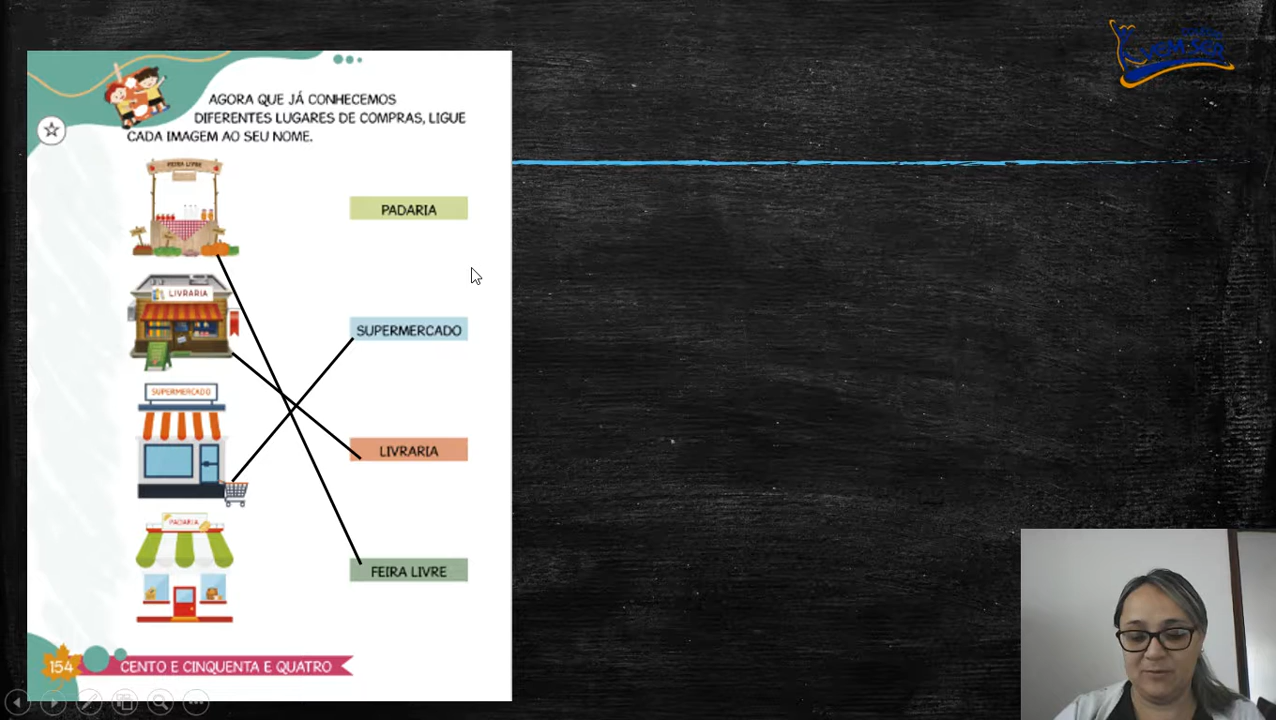 AGORA QUE JÁ CONHECEMOS
DIFERENTES LUGARES DE COMPRAS, LIGUE
CADA IMAGEM AO SEU NOME.
FEIRA LIVRE
PADARIA
LIVRARIA
SUPERMERCADO
SUPERMERCADO
LIVRARIA
PADARIA
FEIRA LIVRE
154
CENTO E CINQUENTA E QUATRO